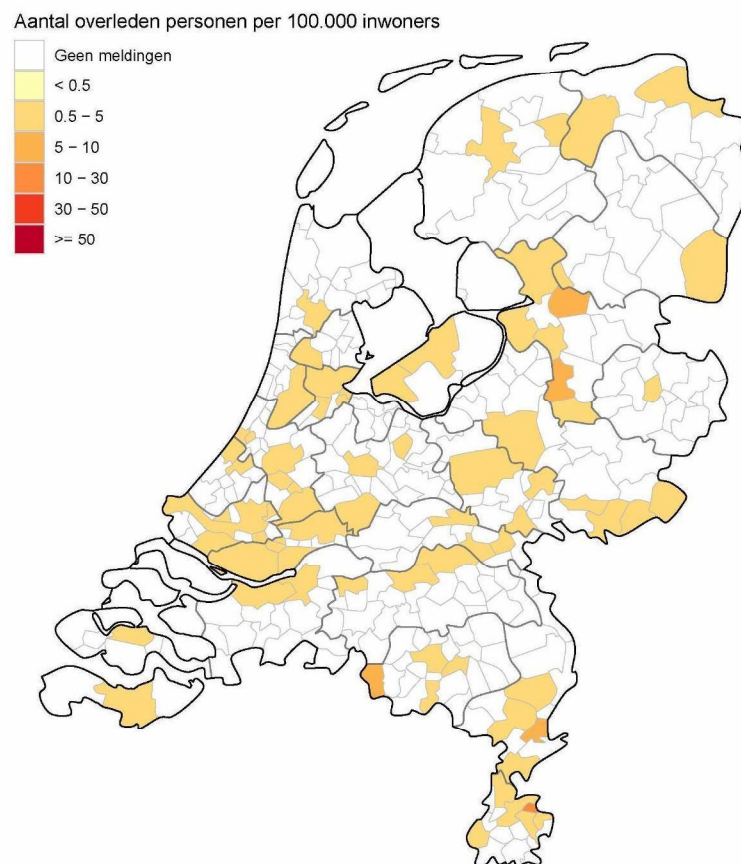 Aantal overleden personen per 100.000 inwoners
Geen meldingen
< 0.5
0.5 − 5
5 − 10
10 − 30
30 − 50
>= 50